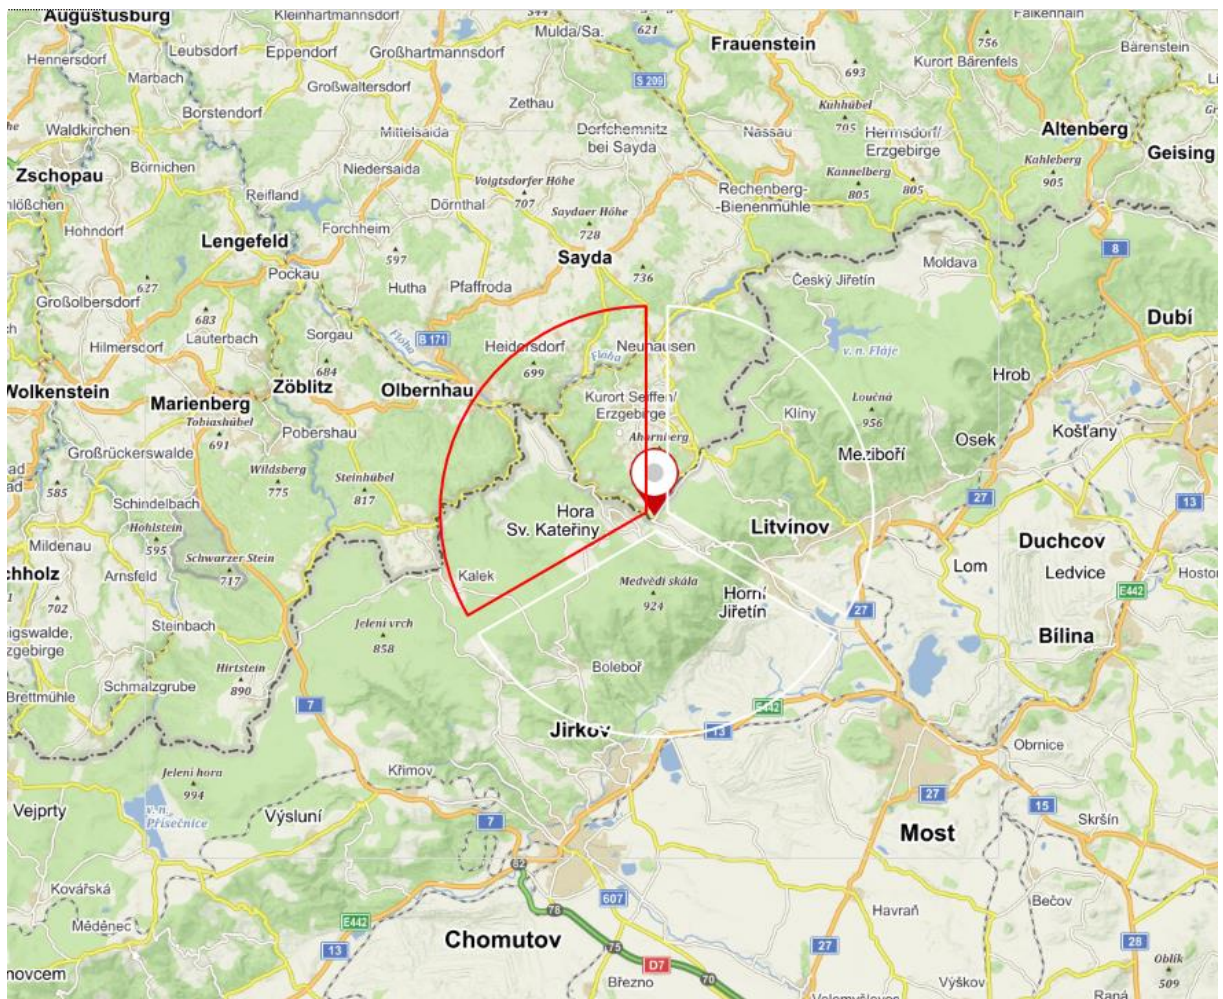 Augustusburg
Kleinhartmannsdorf
344
Mulda/Sa.
621
Frauenstein
756
Falkenhain
Bärenstein
Hennersdorf
Leubsdorf
Eppendorf
Großhartmannsdorf
Kurort Bärenfels
Marbach
Großwaltersdorf
S 209
693
Borstendorf
Zethau
Kuhhübel
705
Waldkirchen
Mittelsaida
Dorfchemnitz
bei Sayda
Nassau
Hermsdorf/
Erzgebirge
Altenberg
Geising
Zschopau
Börnichen
Niedersaida
Voigtsdorfer Höhe
707
Kannelberg
805
805
Kahleberg
905
Reifland
Dörnthal
Saydaer Höhe
728
Rechenberg-
-Bienenmühle
Hohndorf
Lengefeld
Forchheim
597
Sayda
736
8
Moldava
Pockau
Český Jiřetín
627
Hutha
Pfaffroda
Großolbersdorf
683
Sorgau
Floha
B 171
Dubí
Hilmersdorf
Lauterbach
684
Heidersdorf
699
Floha
Neuhausen
v. n. Fláje
Hrob
Wolkenstein
Marienberg
Zöblitz
Olbernhau
Kurort Seiffen/
Erzgebirge
Loučná
956
Tobiashübel
691
Pobershau
Ahornberg
Klíny
Osek
Košťany
Großrückerswalde
Wildsberg
775
Steinhübel
817
Meziboří
585
Schindelbach
27
13
Hohlstein
595
Hora
Sv. Kateřiny
Litvínov
Duchcov
Mildenau
Schwarzer Stein
717
Lom
Ledvice
Arnsfeld
Kalek
Medvědí skála
924
Horní
Jiřetín
E442
702
Steinbach
Jelení vrch
858
27
Bílina
Hirtstein
890
Boleboř
Schmalzgrube
Brettmühle
7
E442
Jirkov
13
Obrnice
Jelení hora
994
Křimov
Vejprty
v. n.
Přísečnice
Výsluní
7
27
15
Skršín
Most
82
Kovářská
607
Havraň
Bečov
Měděnec
E442
78
13
Chomutov
75
27
28
D7
70
Březno
Výškov
Oblík
509
Raná